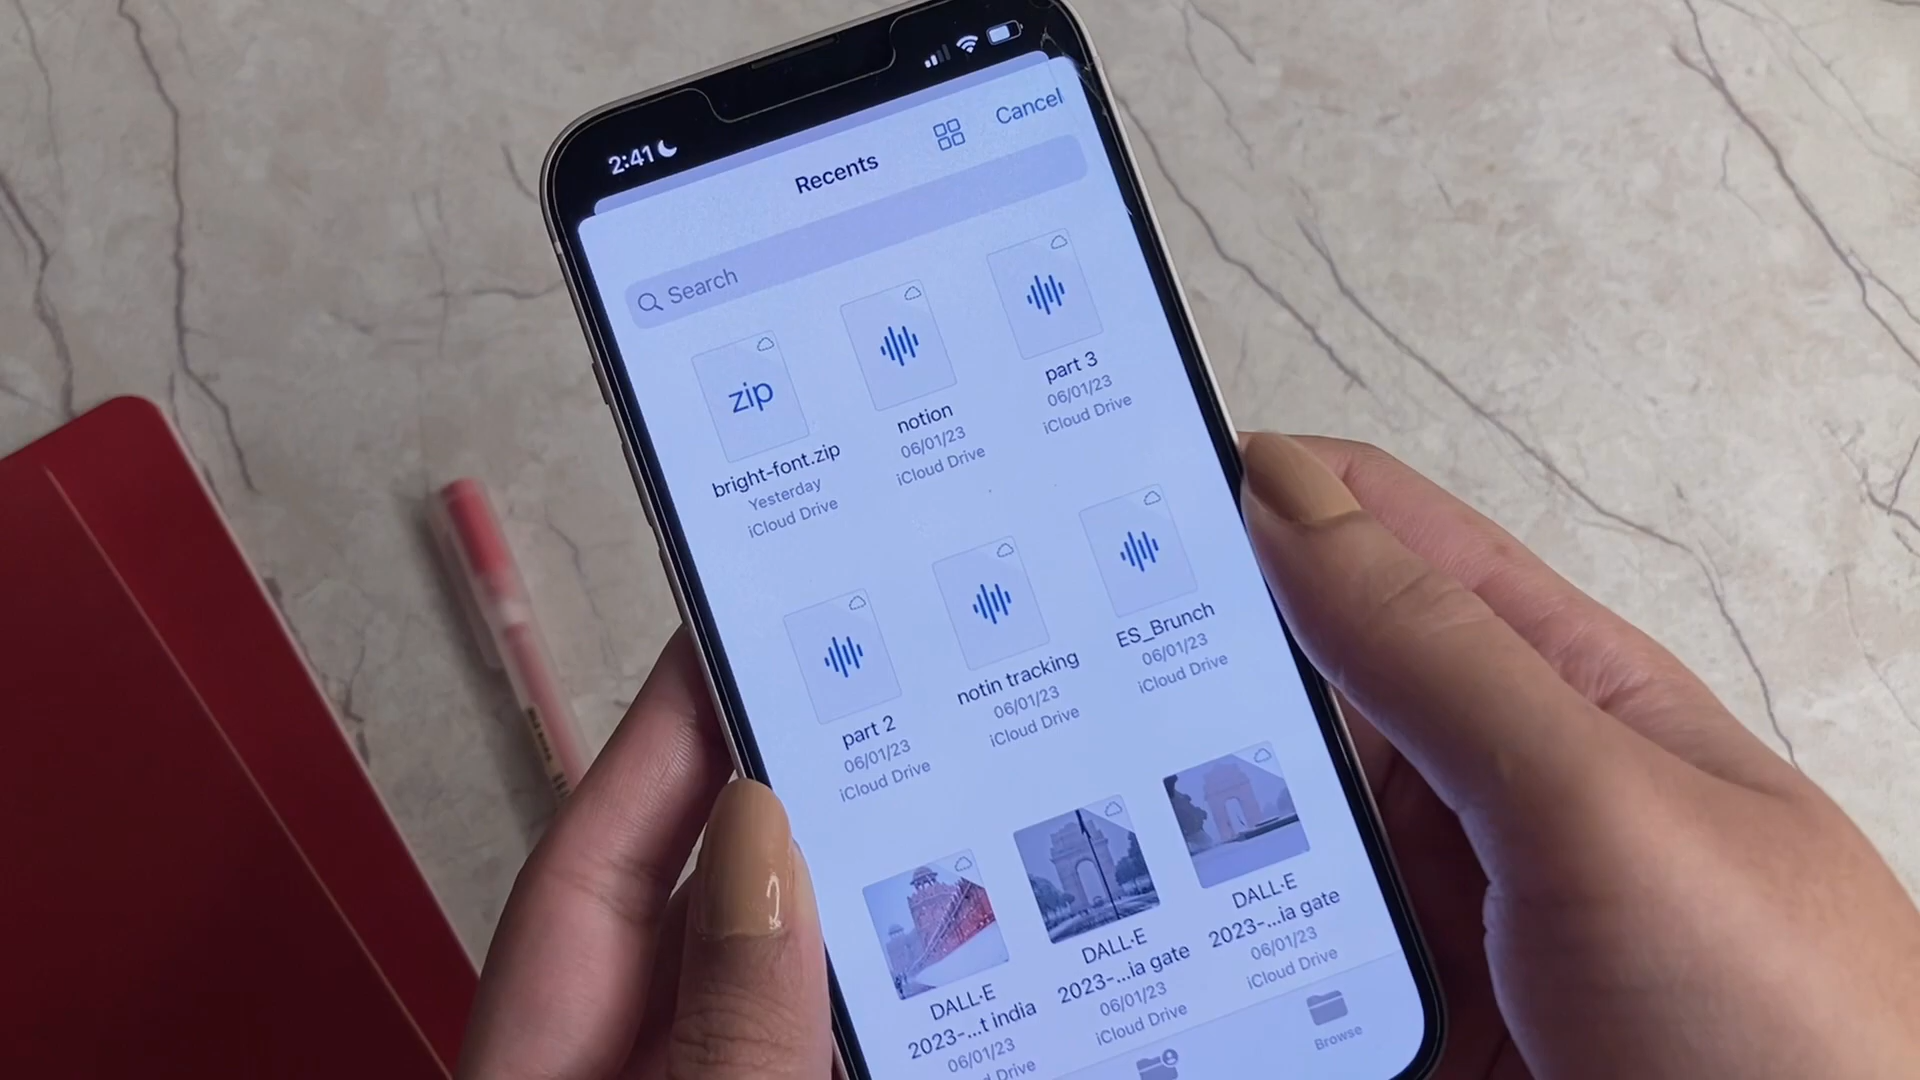 2:41
Cancel
Recents
Search
zip
bright-font.zip
Yesterday
iCloud Drive
notion
06/01/23
iCloud Drive
part 3
06/01/23
iCloud Drive
part 2
06/01/23
iCloud Drive
notin tracking
06/01/23
iCloud Drive
ES_Brunch
06/01/23
iCloud Drive
DALL·E
2023-...t india
06/01/23
Drive
DALL·E
2023-...ia gate
06/01/23
iCloud Drive
DALL·E
2023-...ia gate
06/01/23
iCloud Drive
Browse